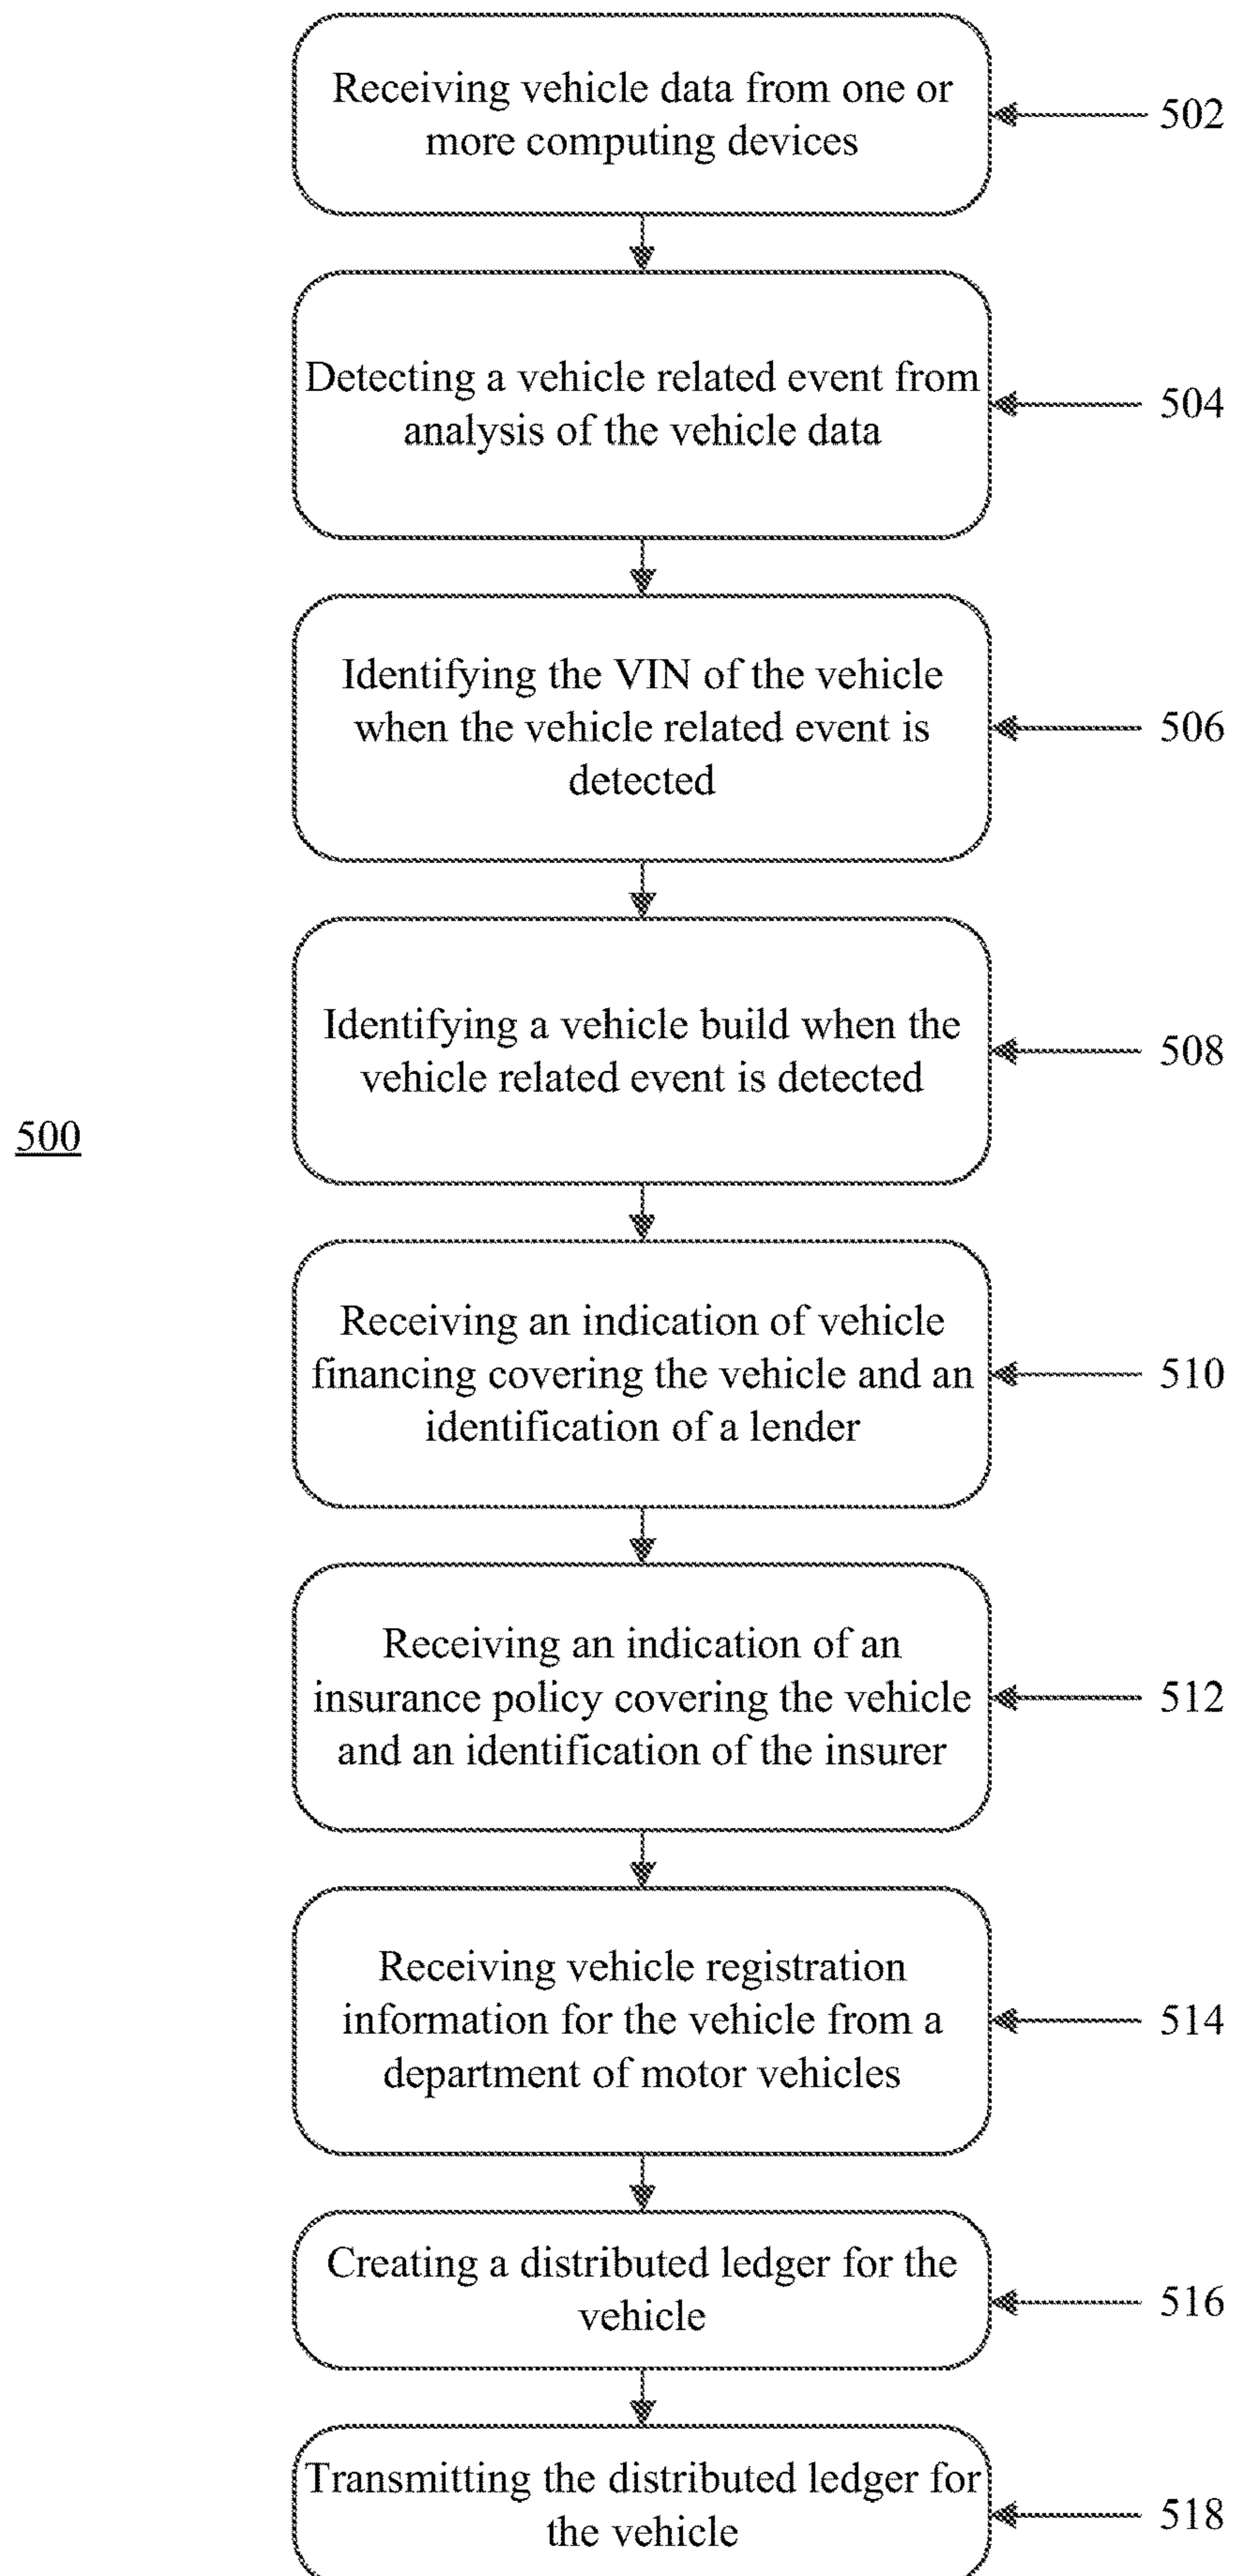 Receiving vehicle data from one or
more computing devices
502
Detecting a vehicle related event from
analysis of the vehicle data
504
Identifying the VIN of the vehicle
when the vehicle related event is
detected
506
Identifying a vehicle build when the
vehicle related event is detected
508
500
Receiving an indication of vehicle
financing covering the vehicle and an
identification of a lender
510
Receiving an indication of an
insurance policy covering the vehicle
and an identification of the insurer
512
Receiving vehicle registration
information for the vehicle from a
department of motor vehicles
514
Creating a distributed ledger for the
vehicle
516
Transmitting the distributed ledger for
the vehicle
518